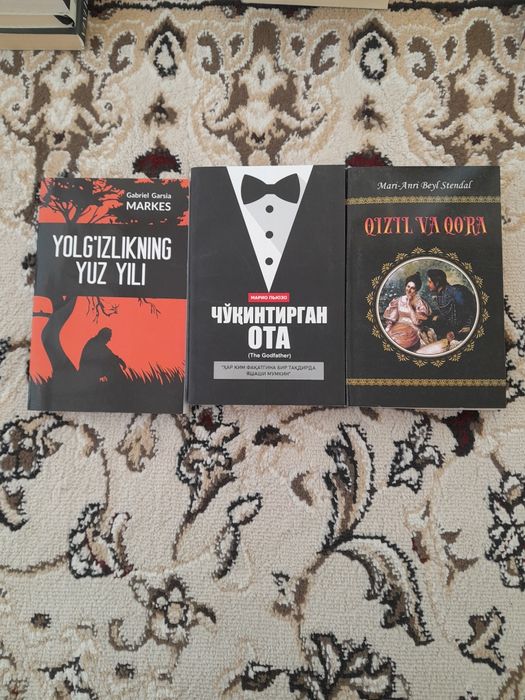 Gabriel Garsia
MARKES
YOLG'IZLIKNING
YUZ YILI
МАРИО ПЬЮЗО
ЧЎҚИНТИРГАН
ОТА
(The Godfather)
"ҲАР КИМ ФАҚАТГИНА БИР ТАҚДИРДА
ЯШАШИ МУМКИН"
Mari-Anri Beyl Stendal
QIZIL VA QORA